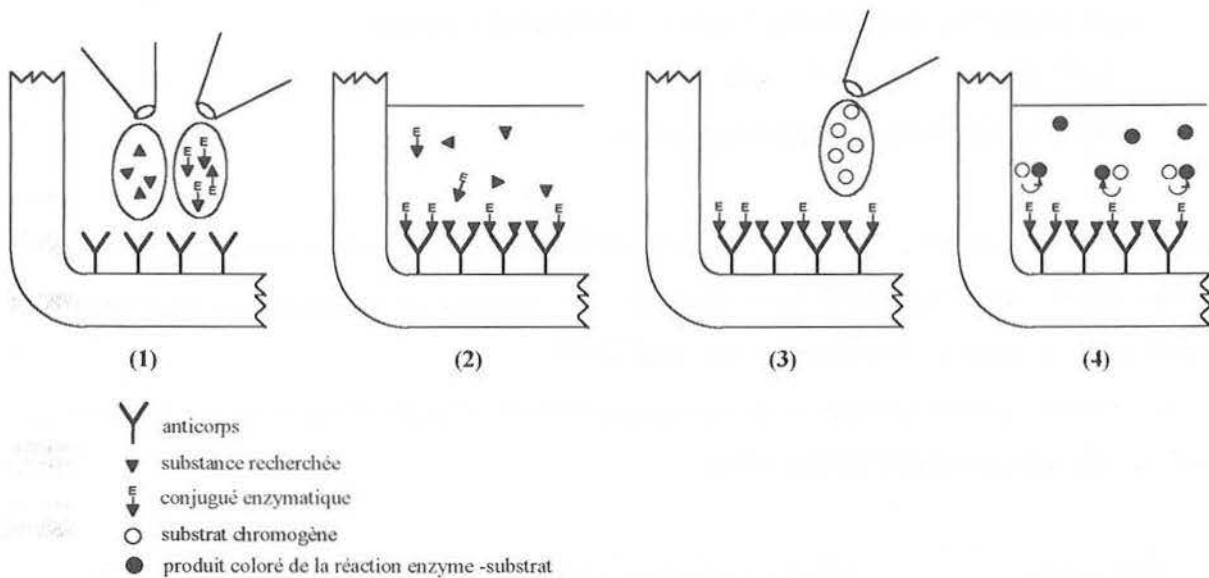 E E E E
E
E
E E E E
E E E E
E E E E
(1) (2) (3) (4)
anticorps
substance recherchée
E
conjugué enzymatique
substrat chromogène
produit coloré de la réaction enzyme -substrat